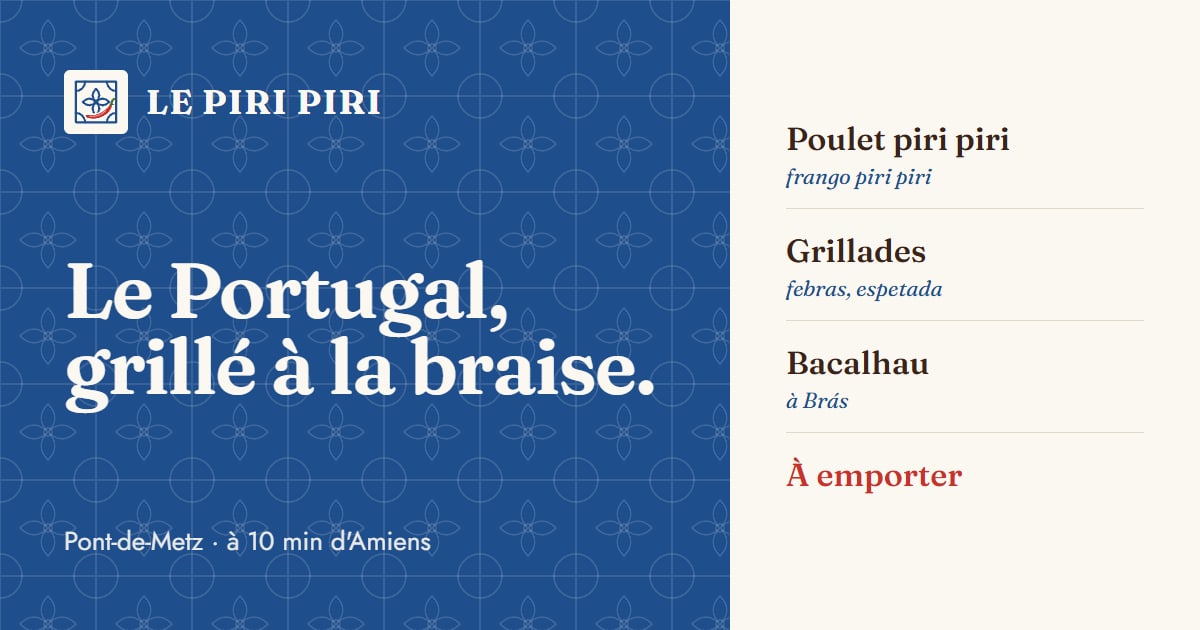 LE PIRI PIRI
Le Portugal,
grillé à la braise.
Pont-de-Metz · à 10 min d'Amiens
Poulet piri piri
frango piri piri
Grillades
febras, espetada
Bacalhau
à Brás
À emporter